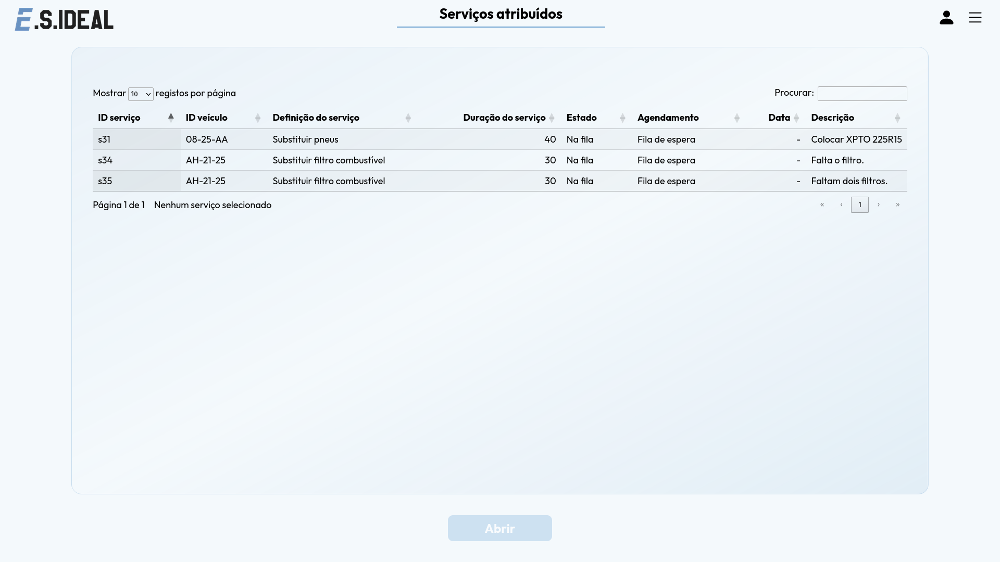 E.S.IDEAL
Serviços atribuídos
Mostrar 10 registos por página
Procurar:
ID serviço ID veículo Definição do serviço Duração do serviço Estado Agendamento Data Descrição
s31 08-25-AA Substituir pneus 40 Na fila Fila de espera - Colocar XPTO 225R15
s34 AH-21-25 Substituir filtro combustível 30 Na fila Fila de espera - Falta o filtro.
s35 AH-21-25 Substituir filtro combustível 30 Na fila Fila de espera - Faltam dois filtros.
Página 1 de 1 Nenhum serviço selecionado
« ‹ 1 › »
Abrir